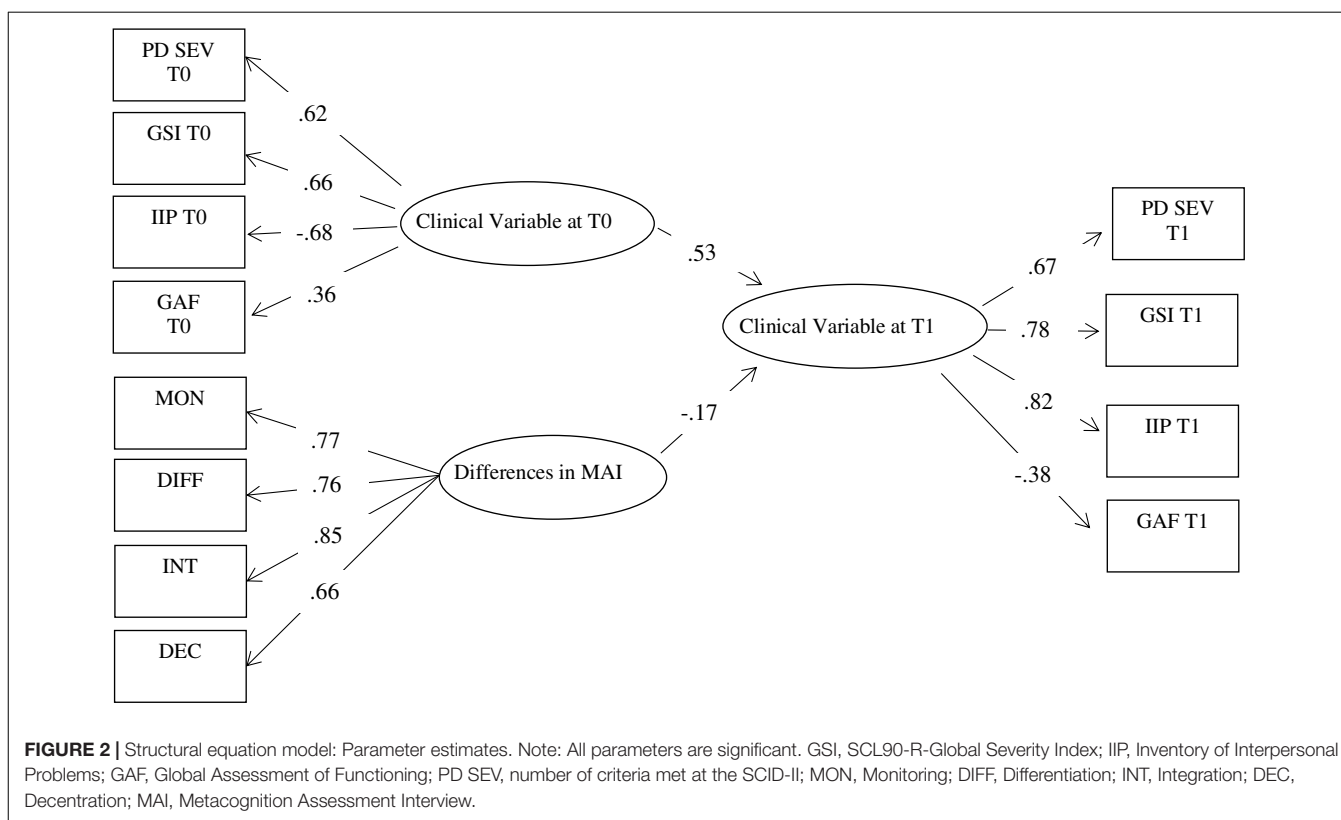 PD SEV
T0
.62
GSI T0
.66
IIP T0
-.68
GAF
T0
.36
Clinical Variable at T0
.53
MON
.77
DIFF
.76
INT
.85
DEC
.66
Differences in MAI
-.17
Clinical Variable at T1
PD SEV
T1
.67
GSI T1
.78
IIP T1
.82
GAF T1
-.38
FIGURE 2 | Structural equation model: Parameter estimates. Note: All parameters are significant. GSI, SCL90-R-Global Severity Index; IIP, Inventory of Interpersonal
Problems; GAF, Global Assessment of Functioning; PD SEV, number of criteria met at the SCID-II; MON, Monitoring; DIFF, Differentiation; INT, Integration; DEC,
Decentration; MAI, Metacognition Assessment Interview.